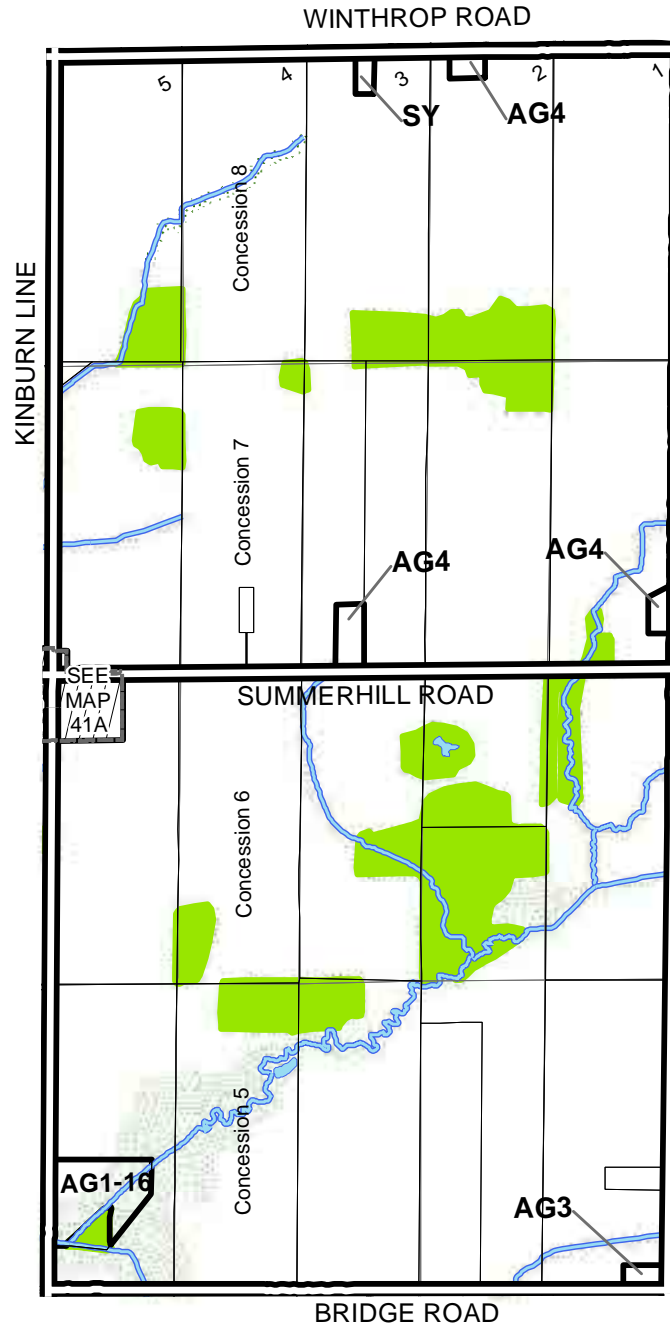 WINTHROP ROAD
5
4
3
2
1
SY
AG4
Concession 8
KINBURN LINE
Concession 7
AG4
AG4
SEE
MAP
41A
SUMMERHILL ROAD
Concession 6
Concession 5
AG1-16
AG3
BRIDGE ROAD